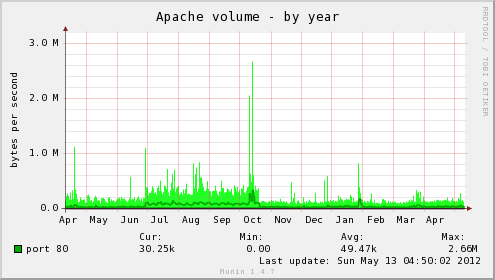 Apache volume - by year
RRDTOOL / TOBI OETIKER
bytes per second
3.0 M
2.0 M
1.0 M
0.0
Apr May Jun Jul Aug Sep Oct Nov Dec Jan Feb Mar Apr
Cur: Min: Avg: Max:
port 80 30.25k 0.00 49.47k 2.66M
Last update: Sun May 13 04:50:02 2012
Munin 1.4.7